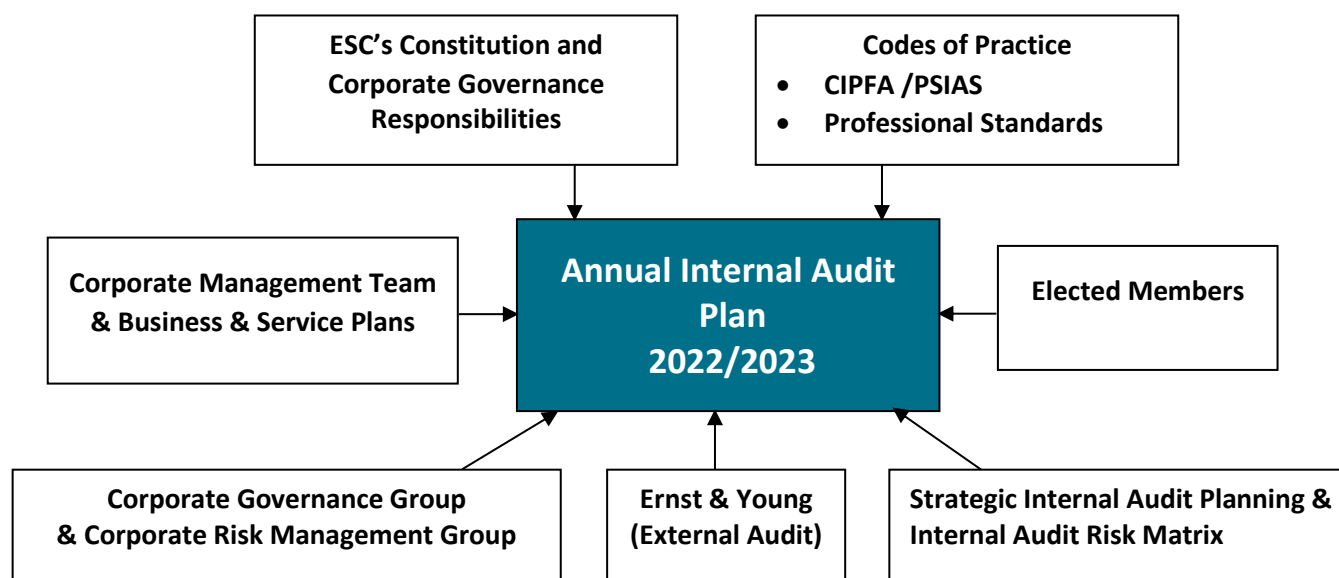 ESC’s Constitution and
Corporate Governance
Responsibilities
Codes of Practice
• CIPFA /PSIAS
• Professional Standards
Corporate Management Team
& Business & Service Plans
Annual Internal Audit
Plan
2022/2023
Elected Members
Corporate Governance Group
& Corporate Risk Management Group
Ernst & Young
(External Audit)
Strategic Internal Audit Planning &
Internal Audit Risk Matrix